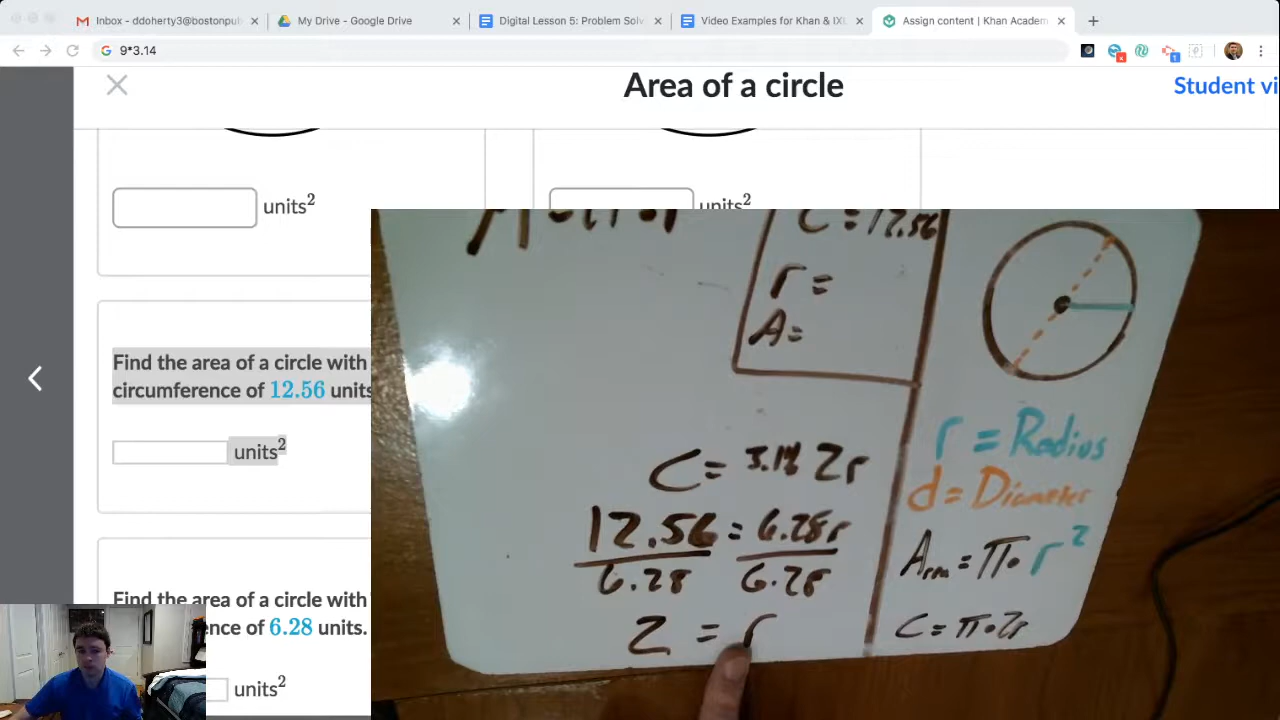 Inbox - ddoherty3@bostonpub
My Drive - Google Drive
Digital Lesson 5: Problem Solv
Video Examples for Khan & IXL
Assign content | Khan Academ
9*3.14
Area of a circle
Student vi
units²
units²
Find the area of a circle with
circumference of 12.56 units
units²
Find the area of a circle with
ence of 6.28 units.
units²
C = 12.56
r =
A =
C = 3.14 2r
12.56 = 6.28r
6.28 6.28
2 = r
r = Radius
d = Diameter
= π • r²
C = π • 2r